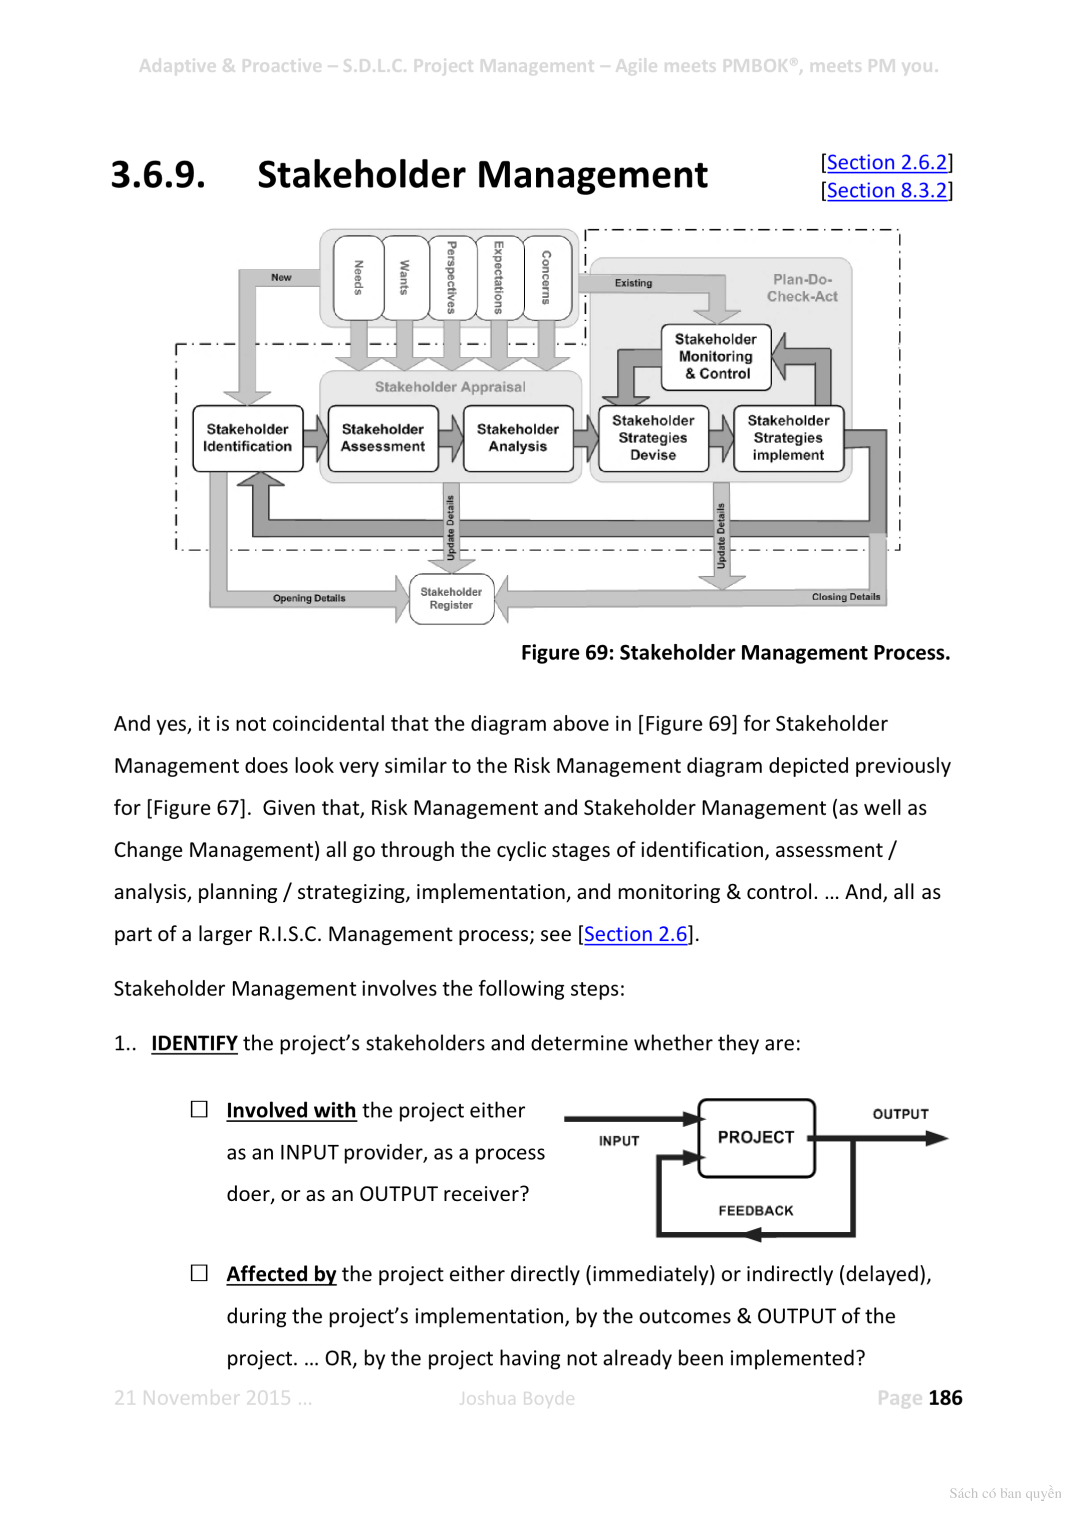 Adaptive & Proactive – S.D.L.C. Project Management – Agile meets PMBOK®, meets PM you.
3.6.9. Stakeholder Management
[Section 2.6.2]
[Section 8.3.2]
Needs
Wants
Perspectives
Expectations
Concerns
New
Existing
Plan-Do-
Check-Act
Stakeholder
Monitoring
& Control
Stakeholder Appraisal
Stakeholder
Identification
Stakeholder
Assessment
Stakeholder
Analysis
Stakeholder
Strategies
Devise
Stakeholder
Strategies
implement
Update Details
Update Details
Stakeholder
Register
Opening Details
Closing Details
Figure 69: Stakeholder Management Process.
And yes, it is not coincidental that the diagram above in [Figure 69] for Stakeholder
Management does look very similar to the Risk Management diagram depicted previously
for [Figure 67].  Given that, Risk Management and Stakeholder Management (as well as
Change Management) all go through the cyclic stages of identification, assessment /
analysis, planning / strategizing, implementation, and monitoring & control. … And, all as
part of a larger R.I.S.C. Management process; see [Section 2.6].
Stakeholder Management involves the following steps:
1.. IDENTIFY the project’s stakeholders and determine whether they are:
☐ Involved with the project either
as an INPUT provider, as a process
doer, or as an OUTPUT receiver?
INPUT
PROJECT
OUTPUT
FEEDBACK
☐ Affected by the project either directly (immediately) or indirectly (delayed),
during the project’s implementation, by the outcomes & OUTPUT of the
project. … OR, by the project having not already been implemented?
21 November 2015 … Joshua Boyde Page 186
Sách có bản quyền